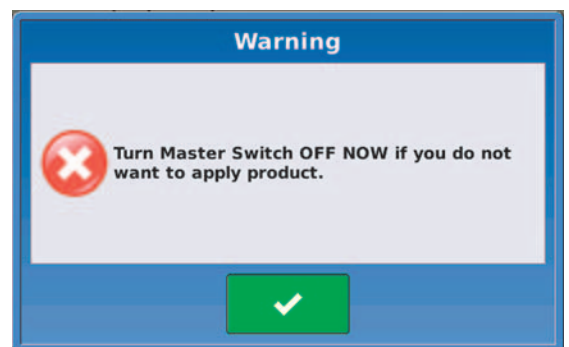 Warning
Turn Master Switch OFF NOW if you do not
want to apply product.